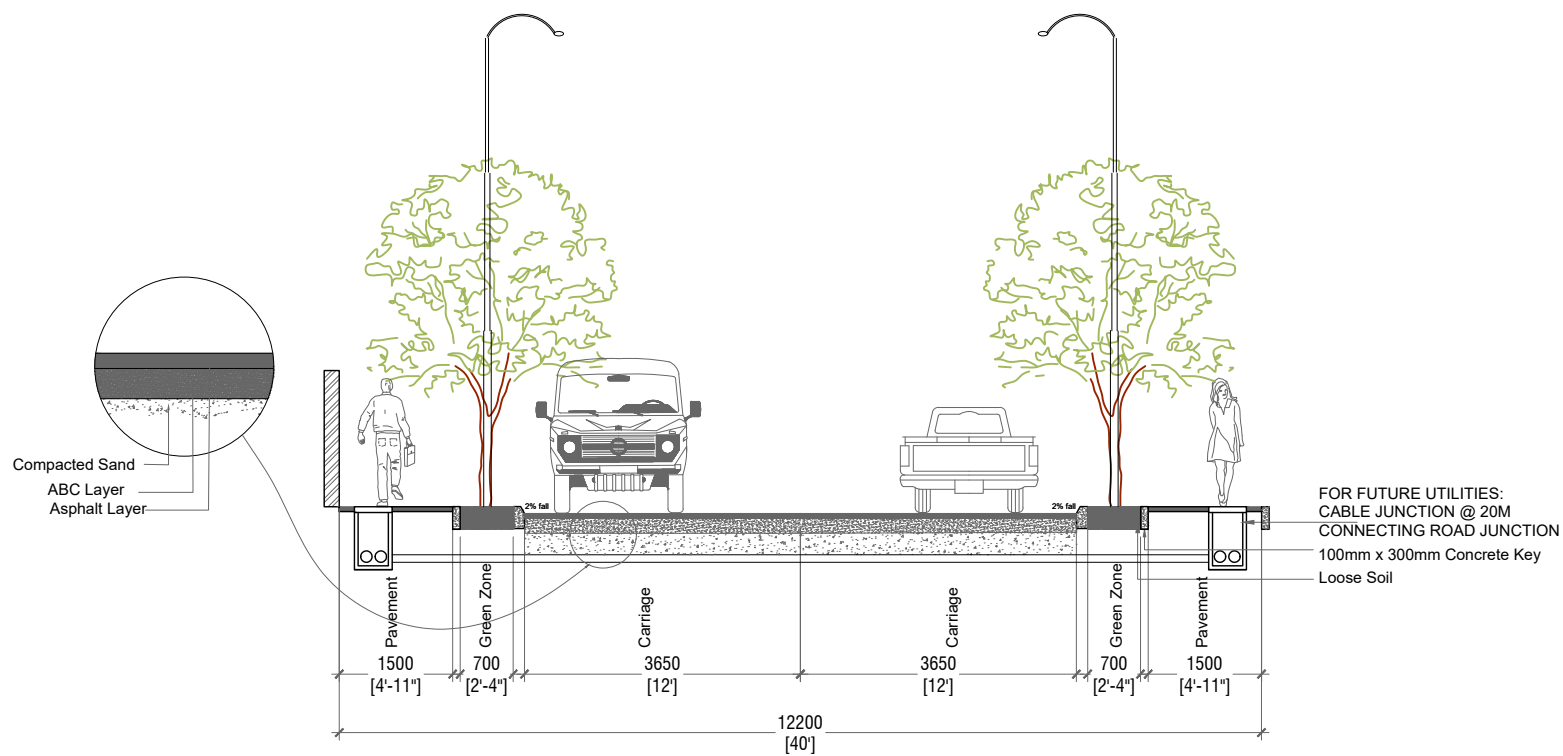 2% fall
2% fall
Compacted Sand
ABC Layer
Asphalt Layer
FOR FUTURE UTILITIES:
CABLE JUNCTION @ 20M
CONNECTING ROAD JUNCTION
100mm x 300mm Concrete Key
Loose Soil
Pavement
Green Zone
Carriage
Carriage
Green Zone
Pavement
1500
[4'-11"]
700
[2'-4"]
3650
[12']
3650
[12']
700
[2'-4"]
1500
[4'-11"]
12200
[40']